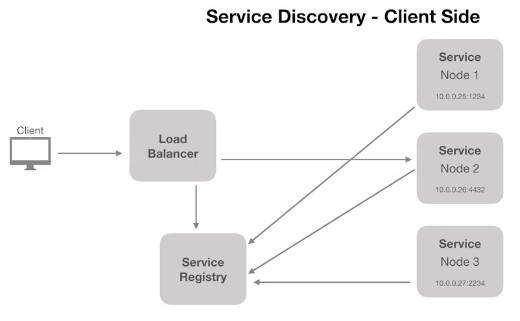 Service Discovery - Client Side
Service
Node 1
10.0.0.25:1234
Client
Load
Balancer
Service
Node 2
10.0.0.26:4432
Service
Registry
Service
Node 3
10.0.0.27:2234